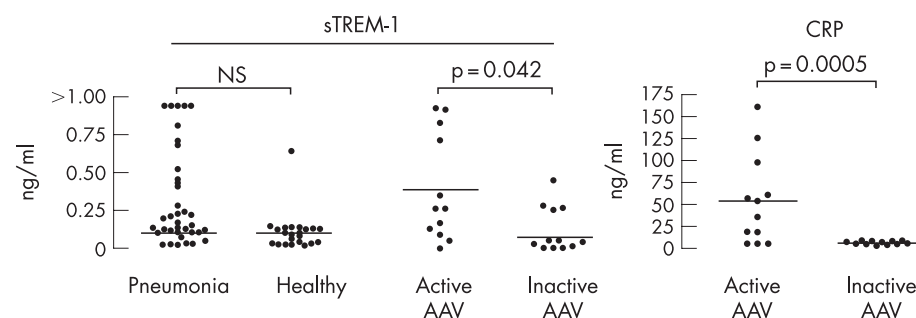 sTREM-1
NS
p=0.042
>1.00
0.75
0.50
0.25
0
ng/ml
Pneumonia
Healthy
Active
AAV
Inactive
AAV
CRP
p=0.0005
175
150
125
100
75
50
25
0
ng/ml
Active
AAV
Inactive
AAV